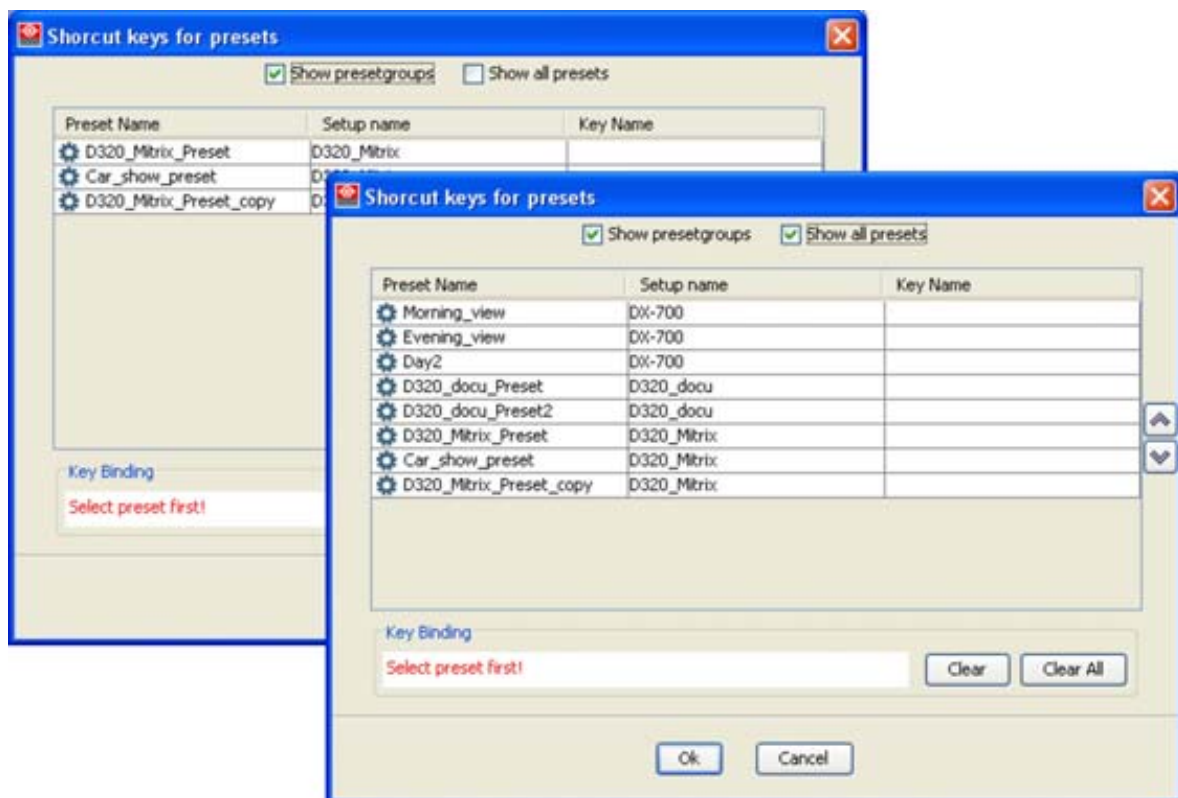 Shorcut keys for presets
Show presetgroups Show all presets
Preset Name Setup name Key Name
D320_Mitrix_Preset D320_Mitrix
Car_show_preset
D320_Mitrix_Preset_copy
Key Binding
Select preset first!
Shorcut keys for presets
Show presetgroups Show all presets
Preset Name Setup name Key Name
Morning_view DX-700
Evening_view DX-700
Day2 DX-700
D320_docu_Preset D320_docu
D320_docu_Preset2 D320_docu
D320_Mitrix_Preset D320_Mitrix
Car_show_preset D320_Mitrix
D320_Mitrix_Preset_copy D320_Mitrix
Key Binding
Select preset first! Clear Clear All
Ok Cancel